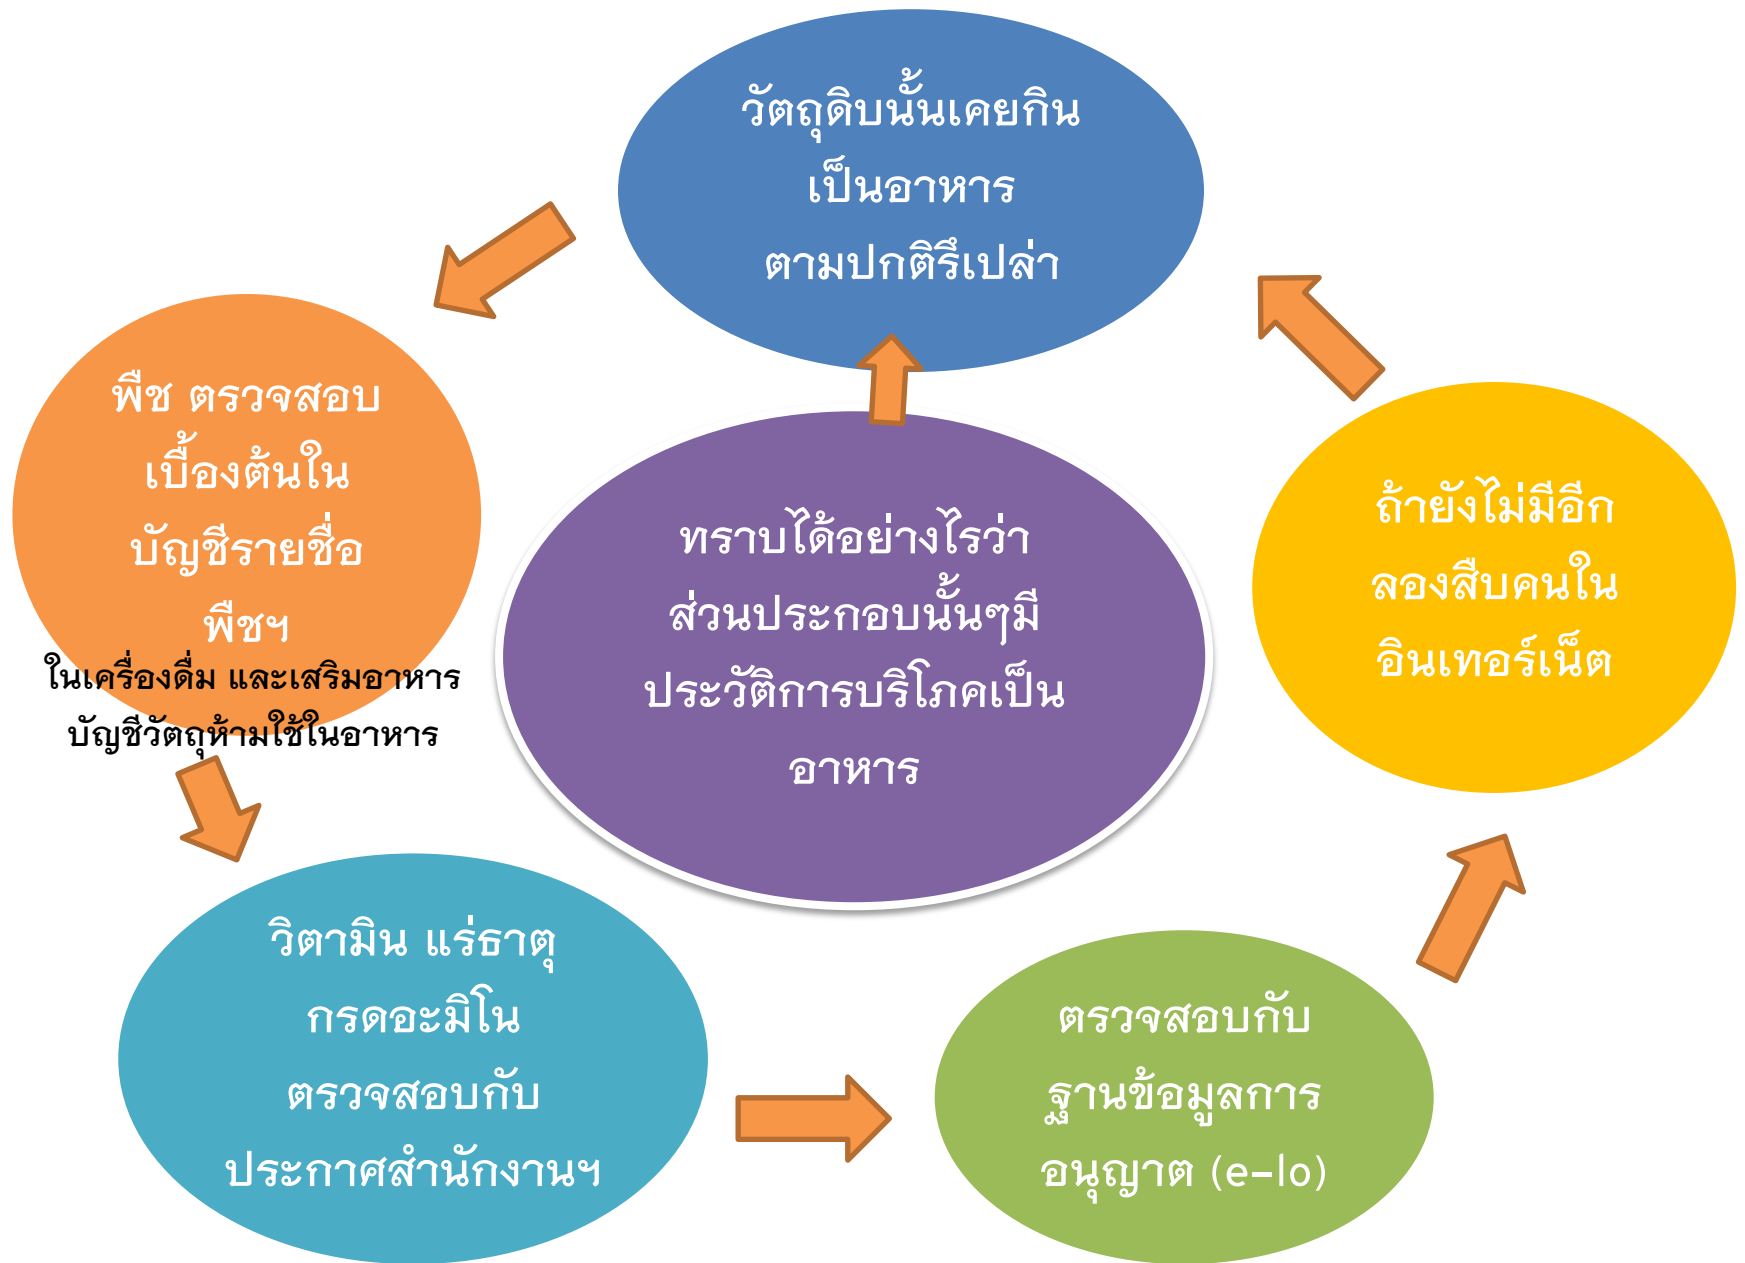 วัตถุดิบนั้นเคยกิน
เป็นอาหาร
ตามปกติรึเปล่า
พืช ตรวจสอบ
เบื้องต้นใน
บัญชีรายชื่อ
พืชฯ
ในเครื่องดื่ม และเสริมอาหาร
บัญชีวัตถุห้ามใช้ในอาหาร
ทราบได้อย่างไรว่า
ส่วนประกอบนั้นๆมี
ประวัติการบริโภคเป็น
อาหาร
ถ้ายังไม่มีอีก
ลองสืบคนใน
อินเทอร์เน็ต
วิตามิน แร่ธาตุ
กรดอะมิโน
ตรวจสอบกับ
ประกาศสำนักงานฯ
ตรวจสอบกับ
ฐานข้อมูลการ
อนุญาต (e-lo)